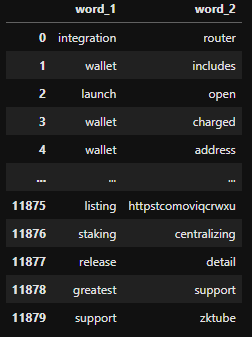 word_1 word_2
0 integration router
1 wallet includes
2 launch open
3 wallet charged
4 wallet address
... ... ...
11875 listing httpstcomoviqcrwxu
11876 staking centralizing
11877 release detail
11878 greatest support
11879 support zktube